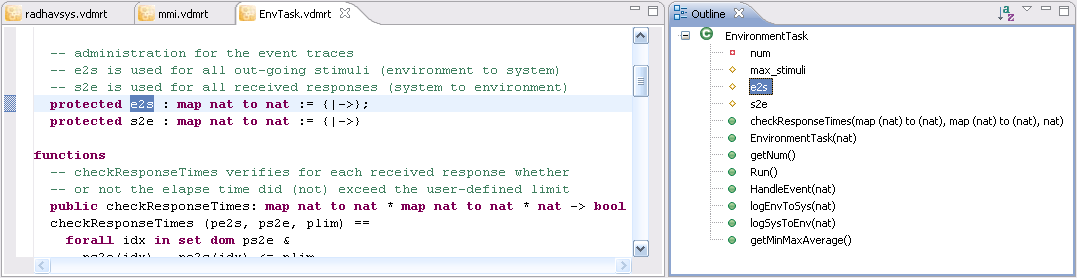 radhavsys.vdmrt mmi.vdmrt EnvTask.vdmrt
-- administration for the event traces
-- e2s is used for all out-going stimuli (environment to system)
-- s2e is used for all received responses (system to environment)
protected e2s : map nat to nat := {|->};
protected s2e : map nat to nat := {|->}
functions
-- checkResponseTimes verifies for each received response whether
-- or not the elapse time did (not) exceed the user-defined limit
public checkResponseTimes: map nat to nat * map nat to nat * nat -> bool
checkResponseTimes (pe2s, ps2e, plim) ==
forall idx in set dom ps2e &
ps2e(idx) - pe2s(idx) <= plim
Outline
EnvironmentTask
num
max_stimuli
e2s
s2e
checkResponseTimes(map (nat) to (nat), map (nat) to (nat), nat)
EnvironmentTask(nat)
getNum()
Run()
HandleEvent(nat)
logEnvToSys(nat)
logSysToEnv(nat)
getMinMaxAverage()